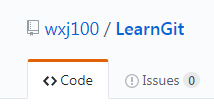 wxj100 / LearnGit
<> Code Issues 0